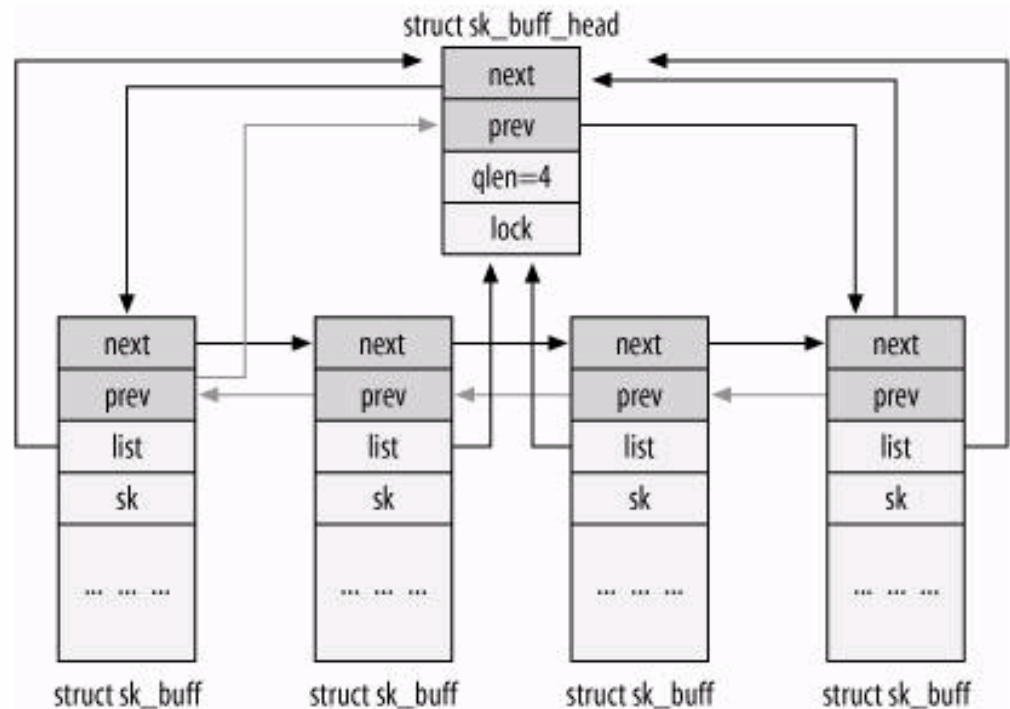 struct sk_buff_head
next
prev
qlen=4
lock
next
prev
list
sk
... ... ...
struct sk_buff
next
prev
list
sk
... ... ...
struct sk_buff
next
prev
list
sk
... ... ...
struct sk_buff
next
prev
list
sk
... ... ...
struct sk_buff